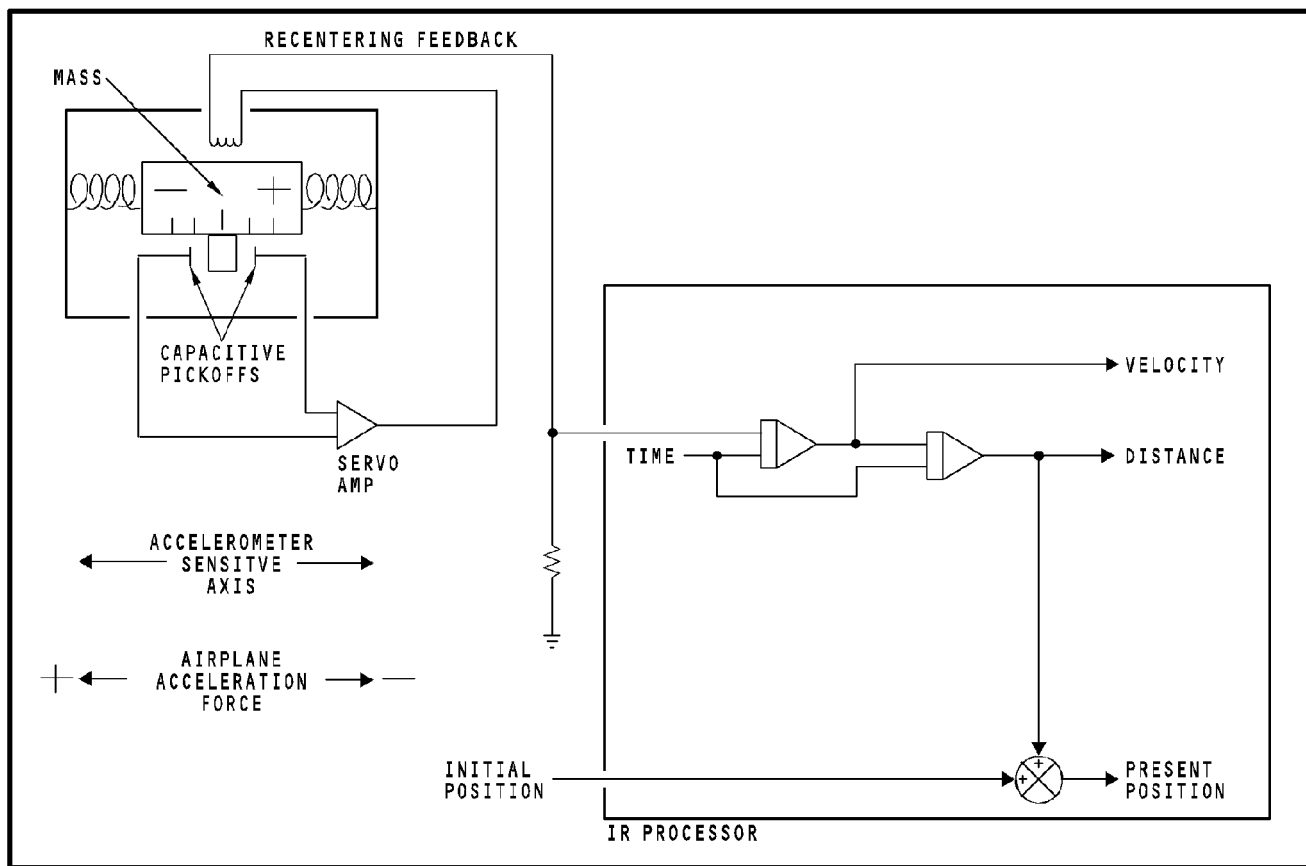 RECENTERING FEEDBACK
MASS
−
+
CAPACITIVE
PICKOFFS
SERVO
AMP
ACCELEROMETER
SENSITVE
AXIS
+
AIRPLANE
ACCELERATION
FORCE
−
VELOCITY
TIME
DISTANCE
INITIAL
POSITION
+
+
PRESENT
POSITION
IR PROCESSOR